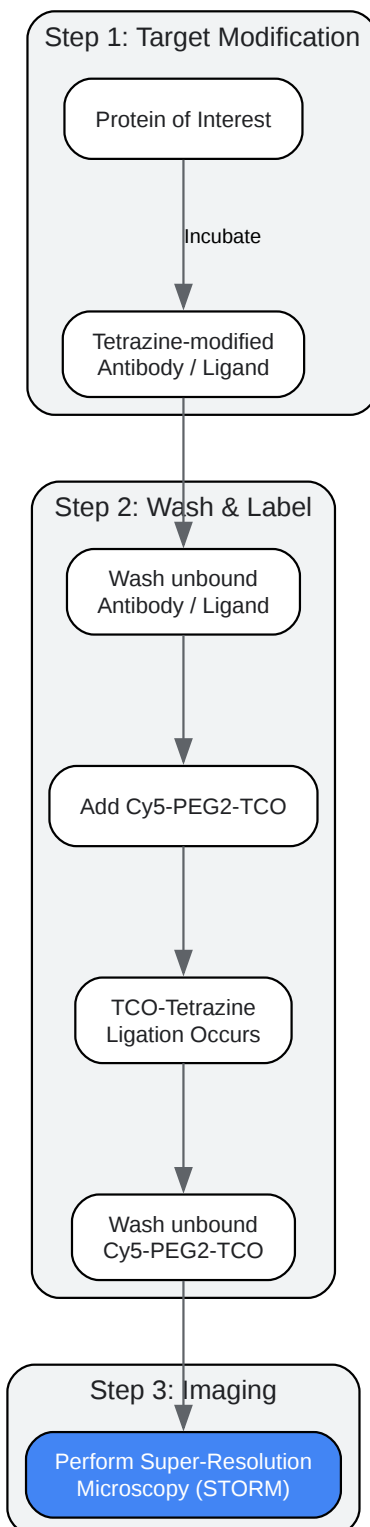 Step 1: Target Modification
Protein of Interest
Incubate
Tetrazine-modified
Antibody / Ligand
Step 2: Wash & Label
Wash unbound
Antibody / Ligand
Add Cy5-PEG2-TCO
TCO-Tetrazine
Ligation Occurs
Wash unbound
Cy5-PEG2-TCO
Step 3: Imaging
Perform Super-Resolution
Microscopy (STORM)